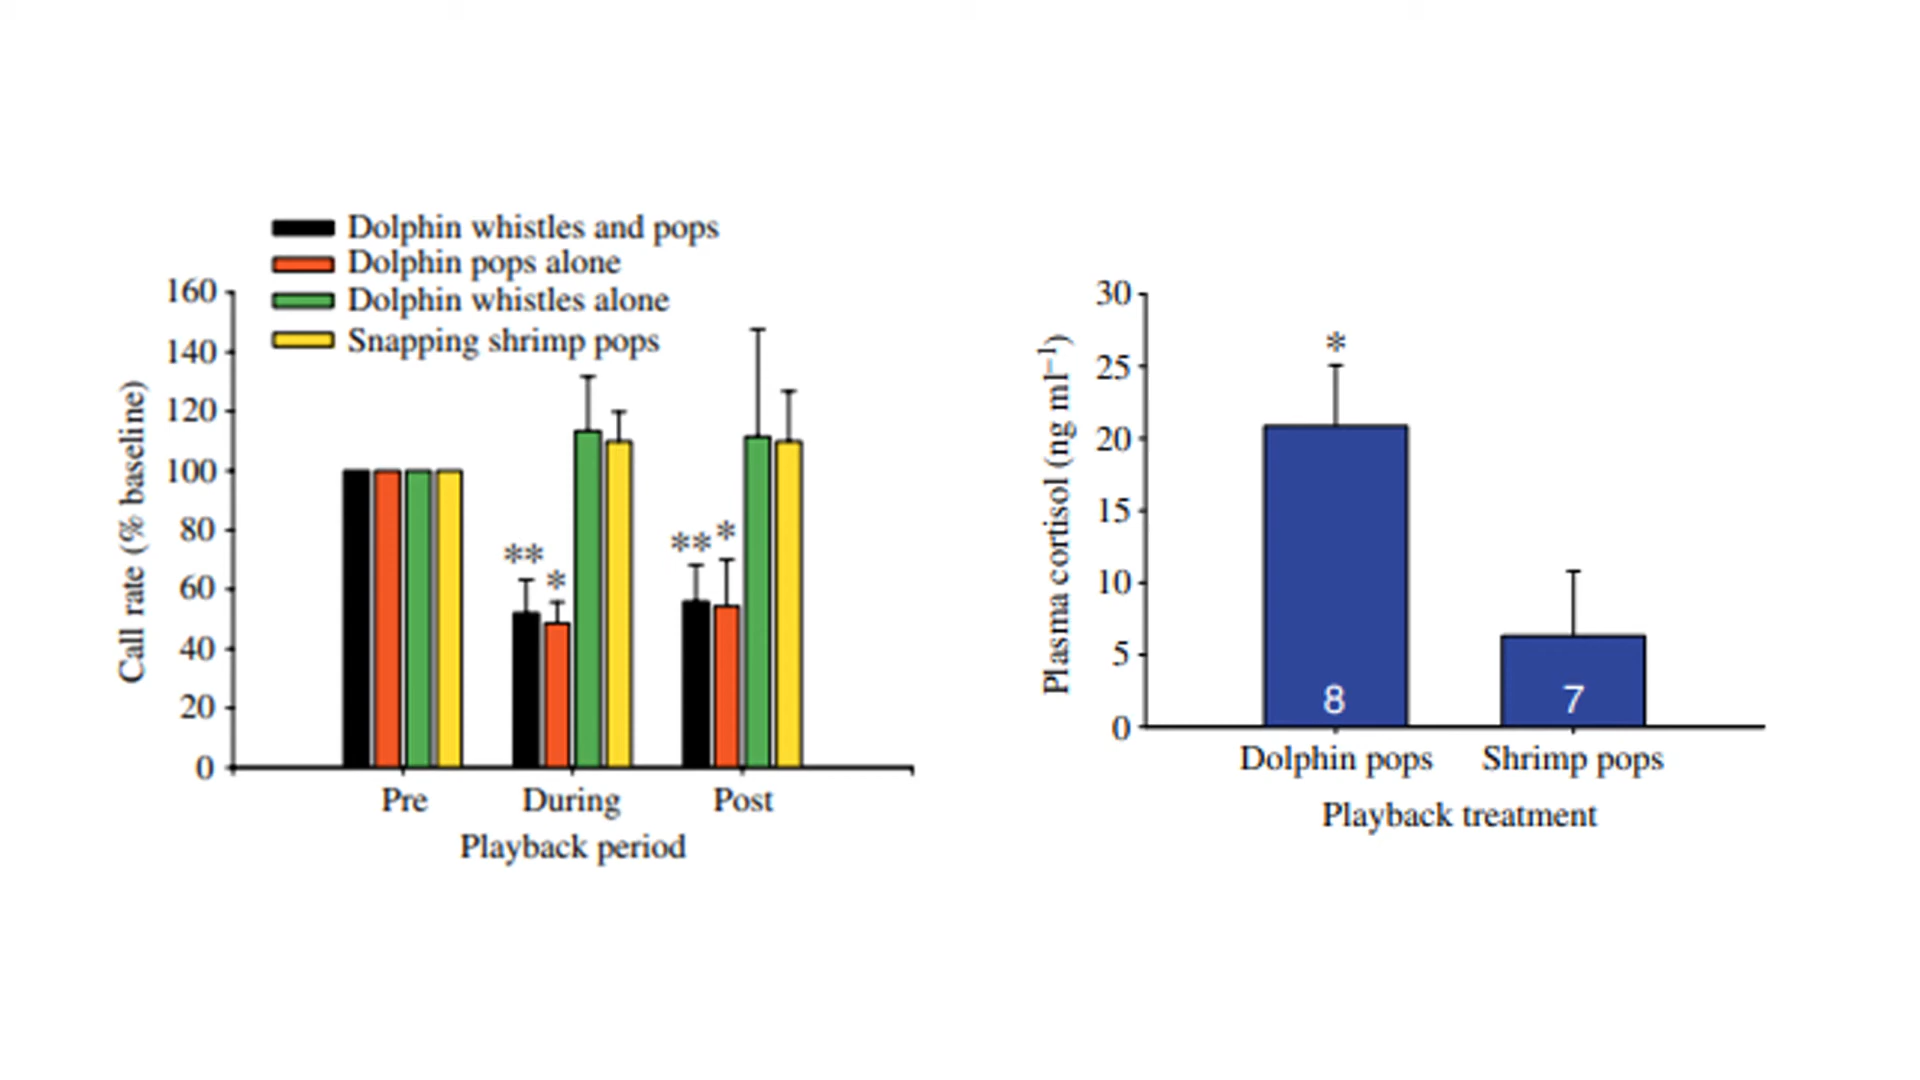 Dolphin whistles and pops
Dolphin pops alone
Dolphin whistles alone
Snapping shrimp pops
160
140
120
100
80
60
40
20
0
Call rate (% baseline)
** *
** *
Pre During Post
Playback period
30
25
20
15
10
5
0
Plasma cortisol (ng ml⁻¹)
*
8 7
Dolphin pops Shrimp pops
Playback treatment